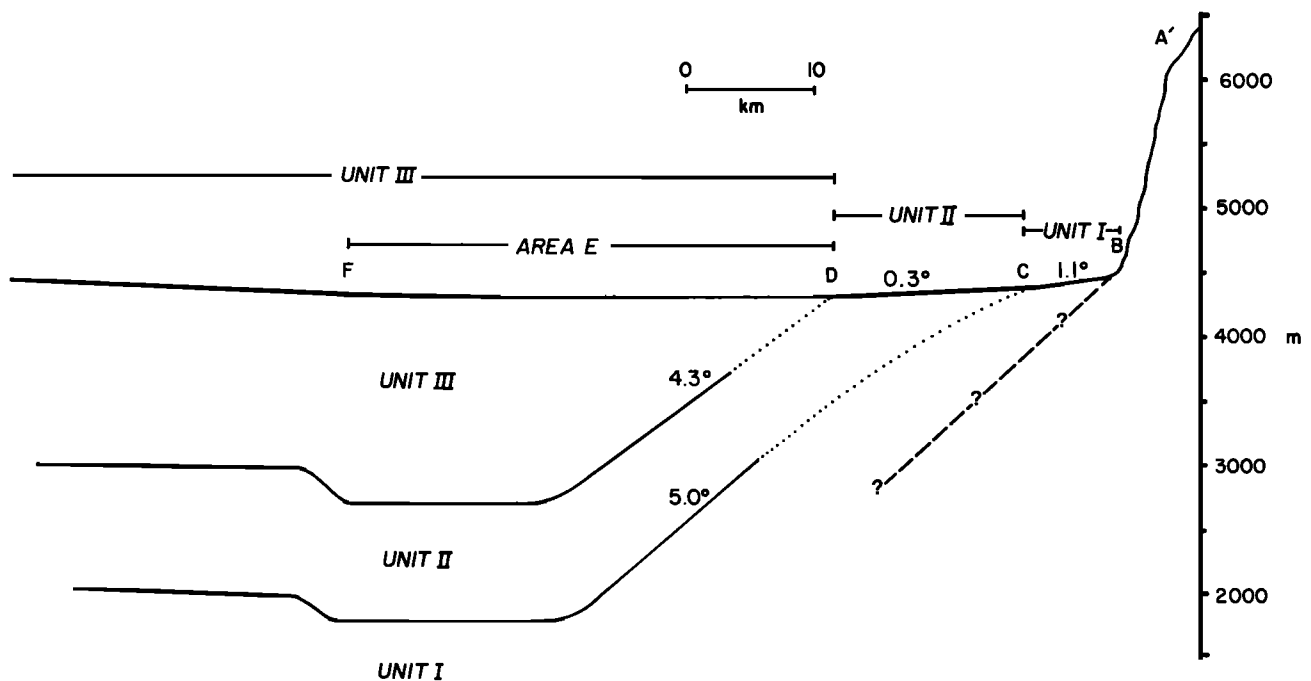 A′
0 10
km
6000
5000
4000 m
3000
2000
UNIT III
UNIT II
UNIT I
AREA E
B
F
D
0.3°
C
1.1°
?
?
?
UNIT III
4.3°
5.0°
UNIT II
UNIT I